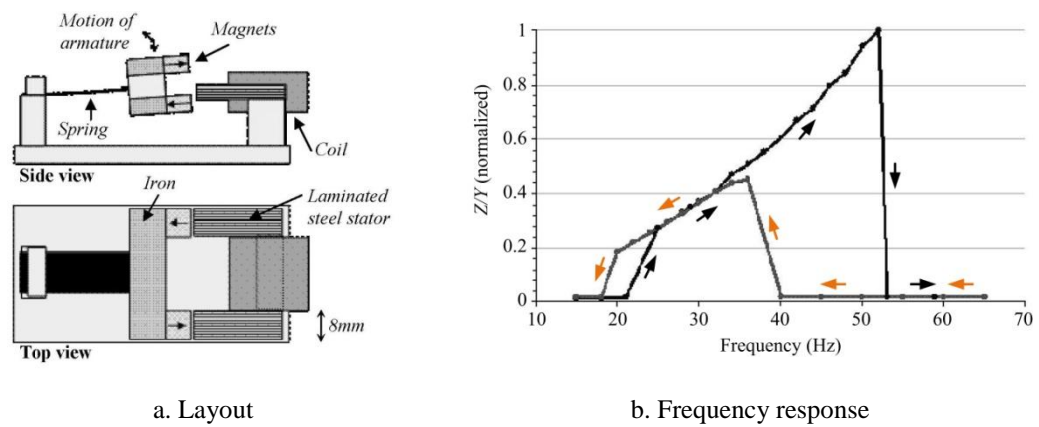 Motion of
armature
Magnets
Spring
Coil
Side view
Iron
Laminated
steel stator
8mm
Top view
a. Layout
Z/Y (normalized)
1
0.8
0.6
0.4
0.2
0
10 20 30 40 50 60 70
Frequency (Hz)
b. Frequency response